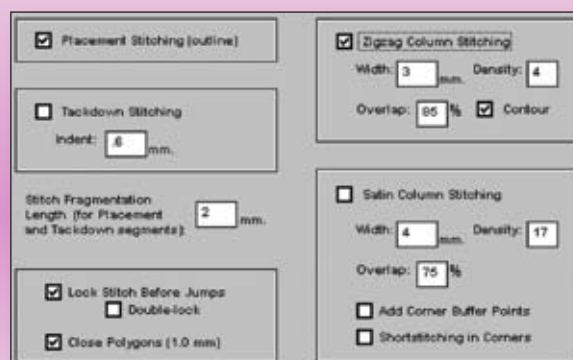 Placement Stitching (outline)
Tackdown Stitching
Indent: .6 mm.
Stitch Fragmentation
Length (for Placement
and Tackdown segments): 2 mm.
Lock Stitch Before Jumps
Double-lock
Close Polygons (1.0 mm)
Zigzag Column Stitching
Width: 3 mm. Density: 4
Overlap: 85 % Contour
Satin Column Stitching
Width: 4 mm. Density: 17
Overlap: 75 %
Add Corner Buffer Points
Shortstitching in Corners